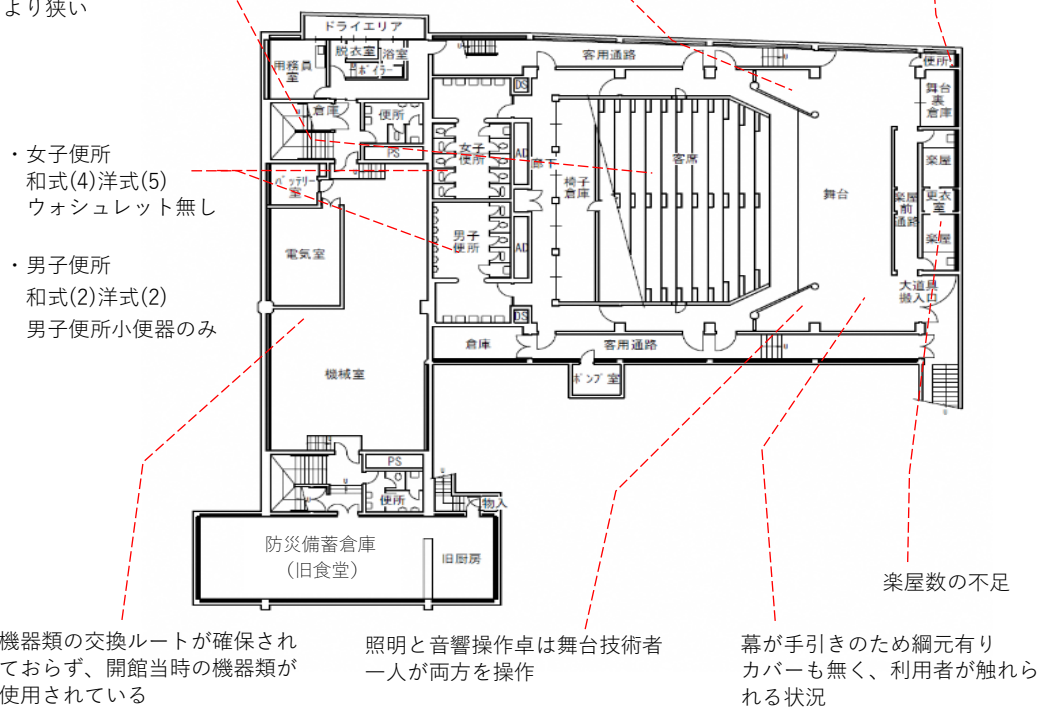 より狭い
ドライエリア
脱衣室
浴室
ボイラー
用務員
室
客用通路
便所
舞台
裏
倉庫
倉庫
便所
DS
PS
女子
便所
AD
廊下
椅子
倉庫
客席
舞台
楽屋
楽屋
前
通路
更衣
室
楽屋
・女子便所
和式(4)洋式(5)
ウォシュレット無し
バッテリー
室
電気室
男子
便所
AD
・男子便所
和式(2)洋式(2)
男子便所小便器のみ
大道具
搬入口
DS
倉庫
客用通路
ポンプ室
機械室
PS
便所
物入
防災備蓄倉庫
(旧食堂)
旧厨房
楽屋数の不足
機器類の交換ルートが確保され
ておらず、開館当時の機器類が
使用されている
照明と音響操作卓は舞台技術者
一人が両方を操作
幕が手引きのため綱元有り
カバーも無く、利用者が触れら
れる状況